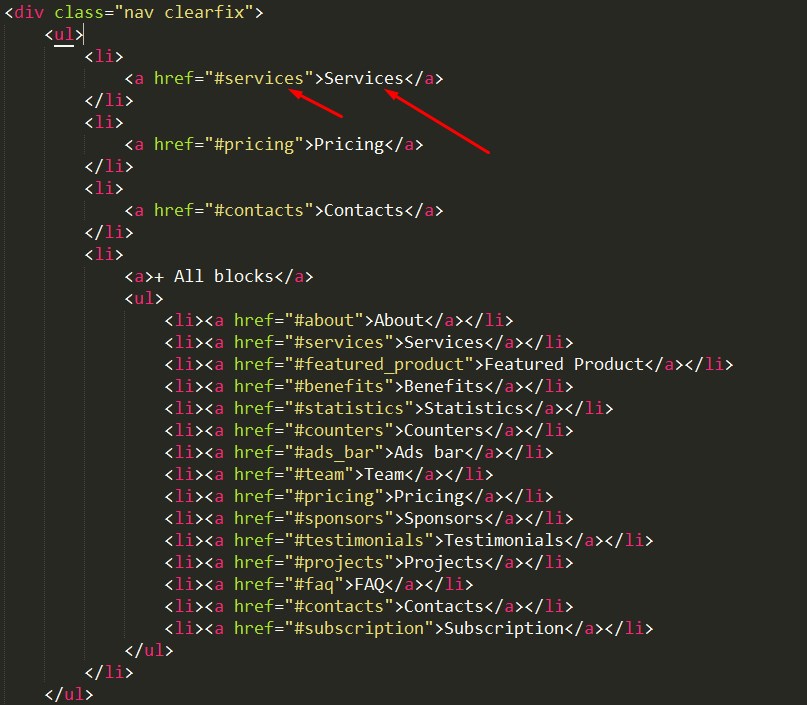 <div class="nav clearfix">
    <ul>
        <li>
            <a href="#services">Services</a>
        </li>
        <li>
            <a href="#pricing">Pricing</a>
        </li>
        <li>
            <a href="#contacts">Contacts</a>
        </li>
        <li>
            <a>+ All blocks</a>
            <ul>
                <li><a href="#about">About</a></li>
                <li><a href="#services">Services</a></li>
                <li><a href="#featured_product">Featured Product</a></li>
                <li><a href="#benefits">Benefits</a></li>
                <li><a href="#statistics">Statistics</a></li>
                <li><a href="#counters">Counters</a></li>
                <li><a href="#ads_bar">Ads bar</a></li>
                <li><a href="#team">Team</a></li>
                <li><a href="#pricing">Pricing</a></li>
                <li><a href="#sponsors">Sponsors</a></li>
                <li><a href="#testimonials">Testimonials</a></li>
                <li><a href="#projects">Projects</a></li>
                <li><a href="#faq">FAQ</a></li>
                <li><a href="#contacts">Contacts</a></li>
                <li><a href="#subscription">Subscription</a></li>
            </ul>
        </li>
    </ul>